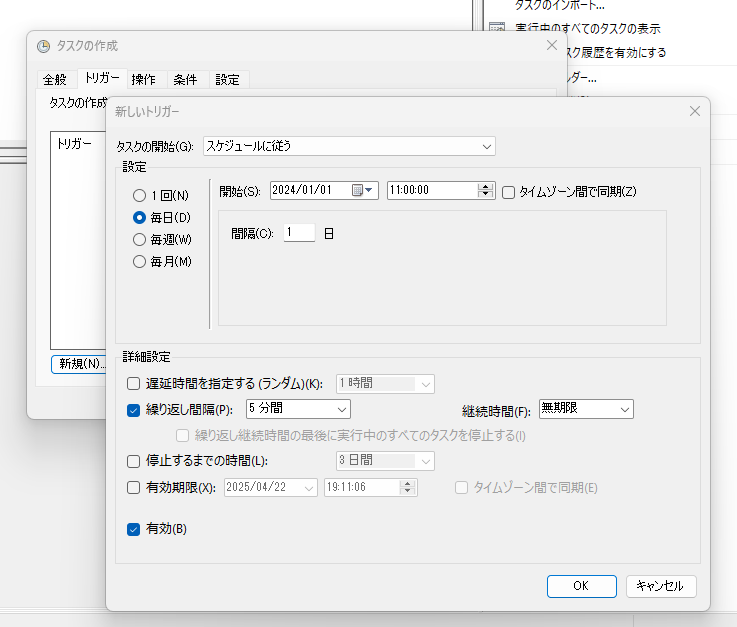 タスクのインポート...
実行中のすべてのタスクの表示
スク履歴を有効にする
ルダー...
タスクの作成
全般 トリガー 操作 条件 設定
タスクの作成
トリガー
新規(N)...
新しいトリガー
タスクの開始(G): スケジュールに従う
設定
1 回(N)
毎日(D)
毎週(W)
毎月(M)
開始(S): 2024/01/01 11:00:00 タイムゾーン間で同期(Z)
間隔(C): 1 日
詳細設定
遅延時間を指定する (ランダム)(K): 1 時間
繰り返し間隔(P): 5 分間 継続時間(F): 無期限
繰り返し継続時間の最後に実行中のすべてのタスクを停止する(I)
停止するまでの時間(L): 3 日間
有効期限(X): 2025/04/22 19:11:06 タイムゾーン間で同期(E)
有効(B)
OK キャンセル